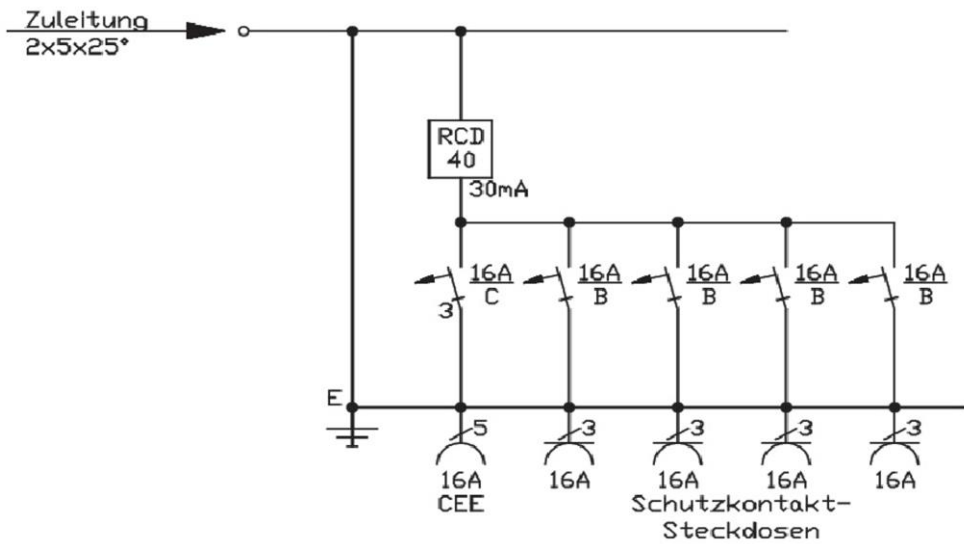 Zuleitung
2x5x25°
RCD
40
30mA
16A
C
3
16A
B
16A
B
16A
B
16A
B
E
5
3
3
3
3
16A
CEE
16A
16A
16A
16A
Schutzkontakt-
Steckdosen